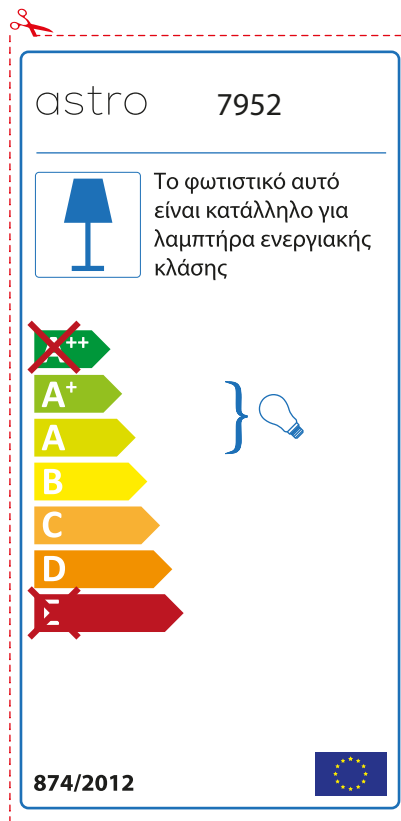 astro 7952
Το φωτιστικό αυτό
είναι κατάλληλο για
λαμπτήρα ενεργιακής
κλάσης
A++
A+
A
B
C
D
E
874/2012